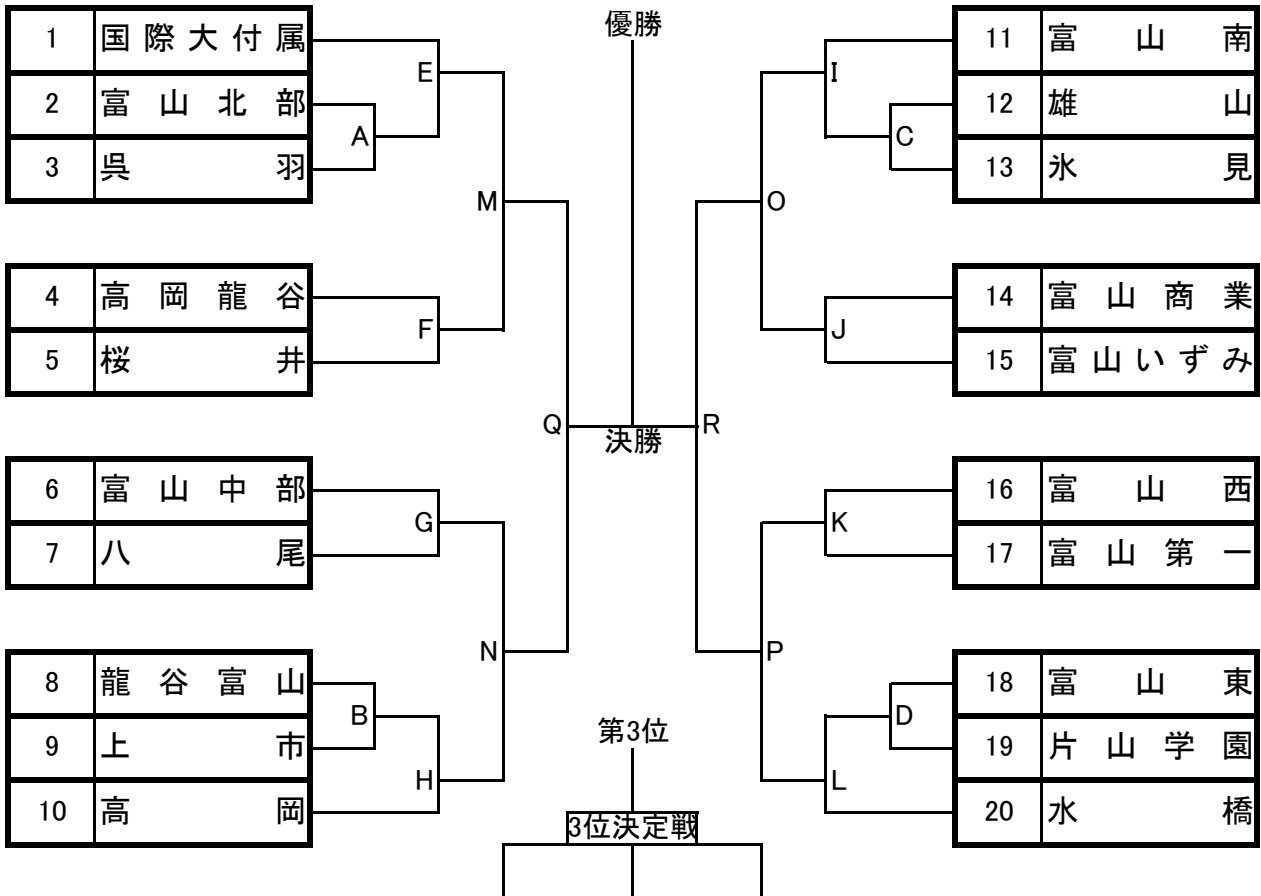 優勝
1 国際大付属
E
2 富山北部
A
3 呉羽
M
4 高岡龍谷
F
5 桜井
Q
6 富山中部
G
7 八尾
N
8 龍谷富山
B
9 上市
H
10 高岡
決勝
11 富山南
I
12 雄山
C
13 氷見
O
14 富山商業
J
15 富山いずみ
R
16 富山西
K
17 富山第一
P
18 富山東
D
19 片山学園
L
20 水橋
第3位
3位決定戦